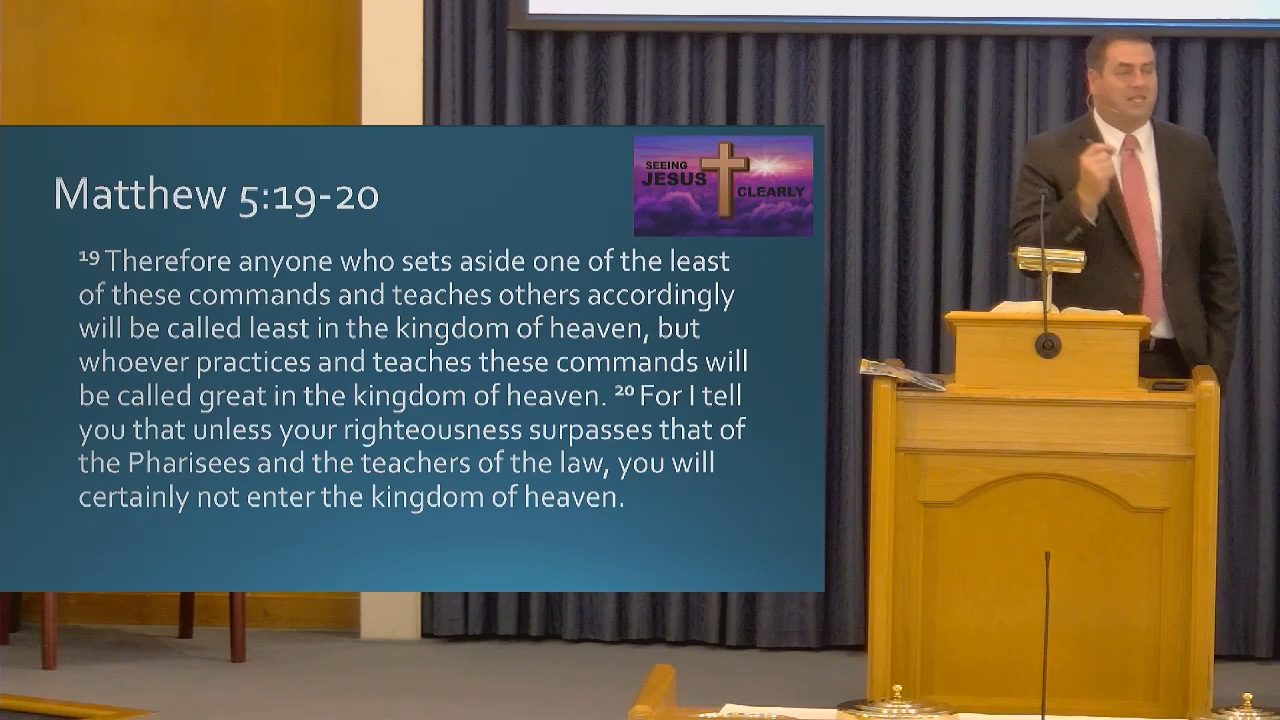 SEEING
JESUS
CLEARLY
Matthew 5:19-20
19 Therefore anyone who sets aside one of the least
of these commands and teaches others accordingly
will be called least in the kingdom of heaven, but
whoever practices and teaches these commands will
be called great in the kingdom of heaven. 20 For I tell
you that unless your righteousness surpasses that of
the Pharisees and the teachers of the law, you will
certainly not enter the kingdom of heaven.